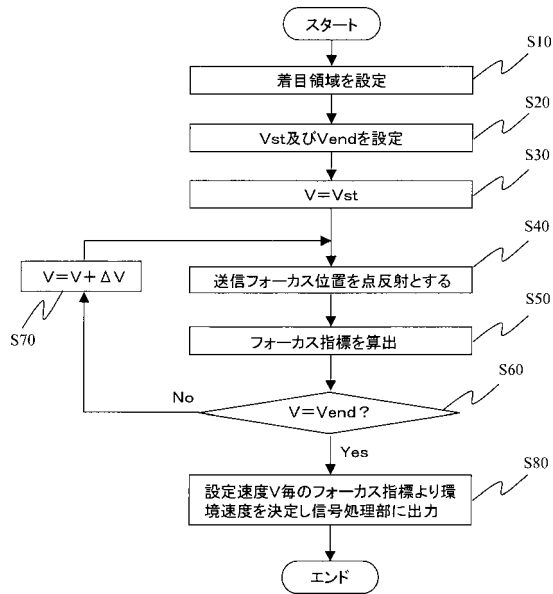 スタート
S10
着目領域を設定
S20
Vst及びVendを設定
S30
V=Vst
S40
V=V+ΔV
送信フォーカス位置を点反射とする
S70
S50
フォーカス指標を算出
S60
No
V=Vend?
Yes
S80
設定速度V毎のフォーカス指標より環
境速度を決定し信号処理部に出力
エンド